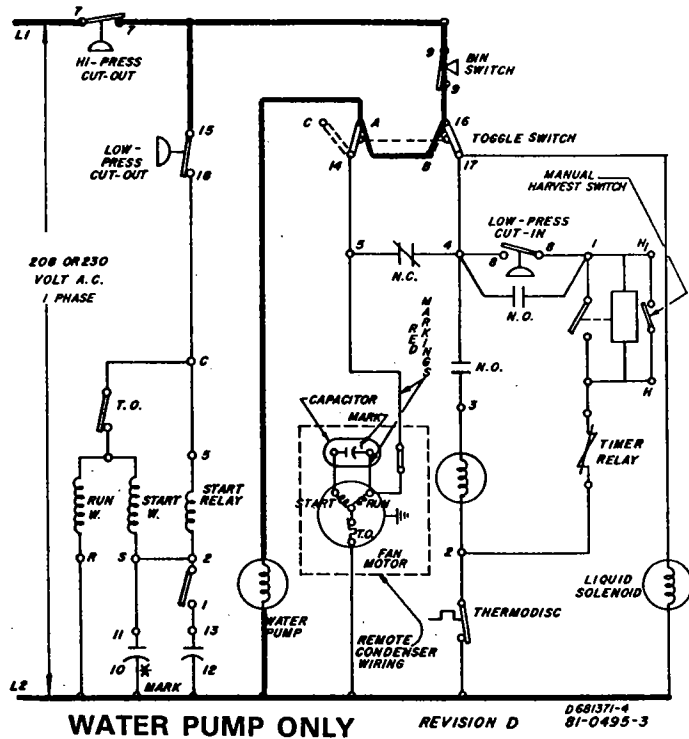 L1
7
7
HI-PRESS
CUT-OUT
9
9
BIN
SWITCH
15
LOW-
PRESS
CUT-OUT
18
C
A
16
TOGGLE SWITCH
14
B
17
MANUAL
HARVEST SWITCH
LOW-PRESS
CUT-IN
208 OR 230
VOLT A.C.
1 PHASE
5
4
8
8
1
H1
N.C.
N.O.
RED
MARKINGS
N.O.
C
T.O.
3
H
CAPACITOR
MARK
TIMER
RELAY
5
RUN
W.
START
W.
START
RELAY
START
RUN
T.O.
FAN
MOTOR
R
S
2
2
1
LIQUID
SOLENOID
WATER
PUMP
THERMODISC
REMOTE
CONDENSER
WIRING
11
13
10
12
MARK
L2
WATER PUMP ONLY
REVISION D
D681371-4
81-0495-3